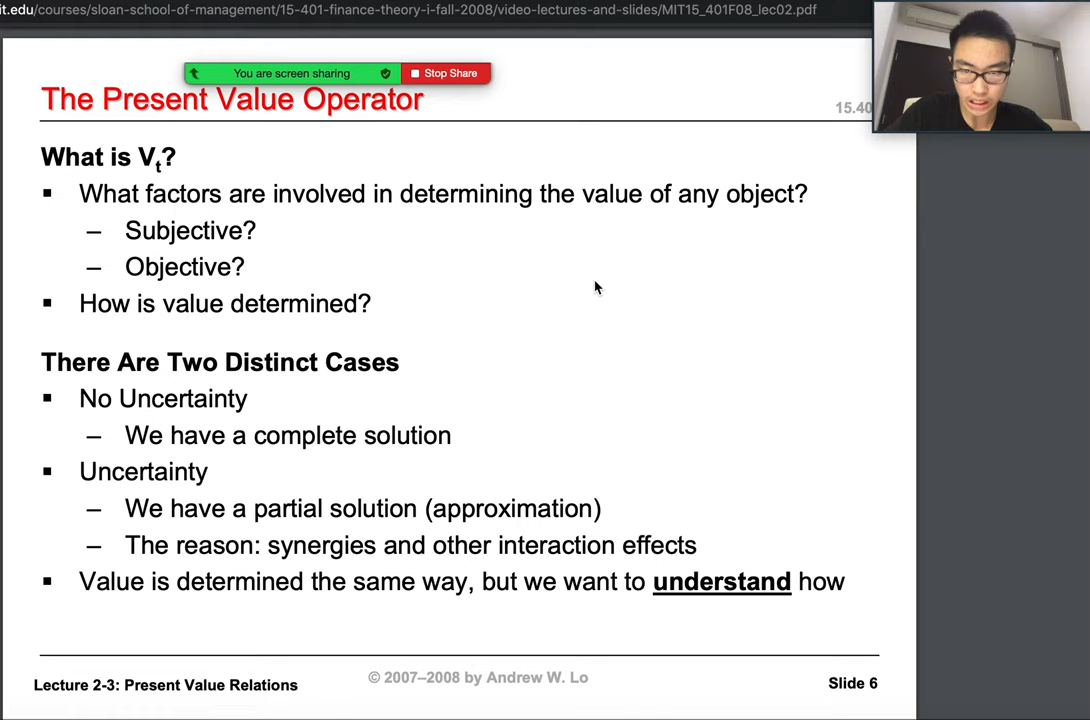 it.edu/courses/sloan-school-of-management/15-401-finance-theory-i-fall-2008/video-lectures-and-slides/MIT15_401F08_lec02.pdf
You are screen sharing
Stop Share
The Present Value Operator
15.40
What is Vt?
▪ What factors are involved in determining the value of any object?
– Subjective?
– Objective?
▪ How is value determined?
There Are Two Distinct Cases
▪ No Uncertainty
– We have a complete solution
▪ Uncertainty
– We have a partial solution (approximation)
– The reason: synergies and other interaction effects
▪ Value is determined the same way, but we want to understand how
Lecture 2-3: Present Value Relations
© 2007–2008 by Andrew W. Lo
Slide 6